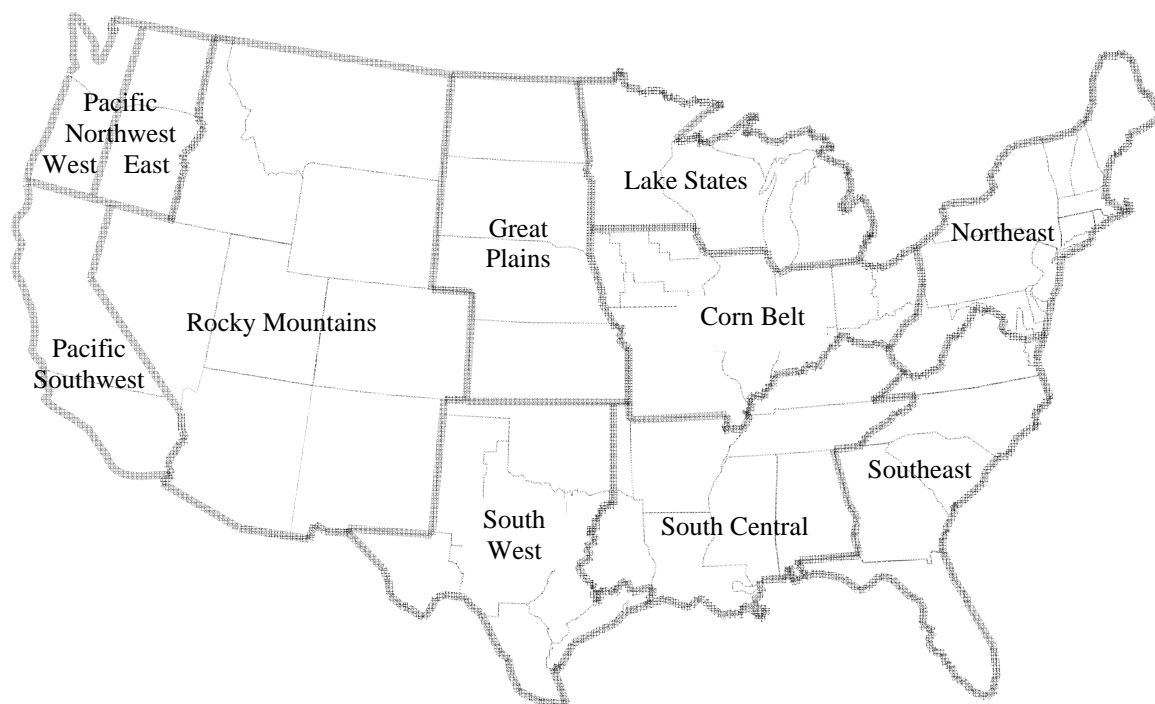 Pacific
Northwest
West East
Lake States
Great
Plains
Northeast
Rocky Mountains
Corn Belt
Pacific
Southwest
Southeast
South
West
South Central